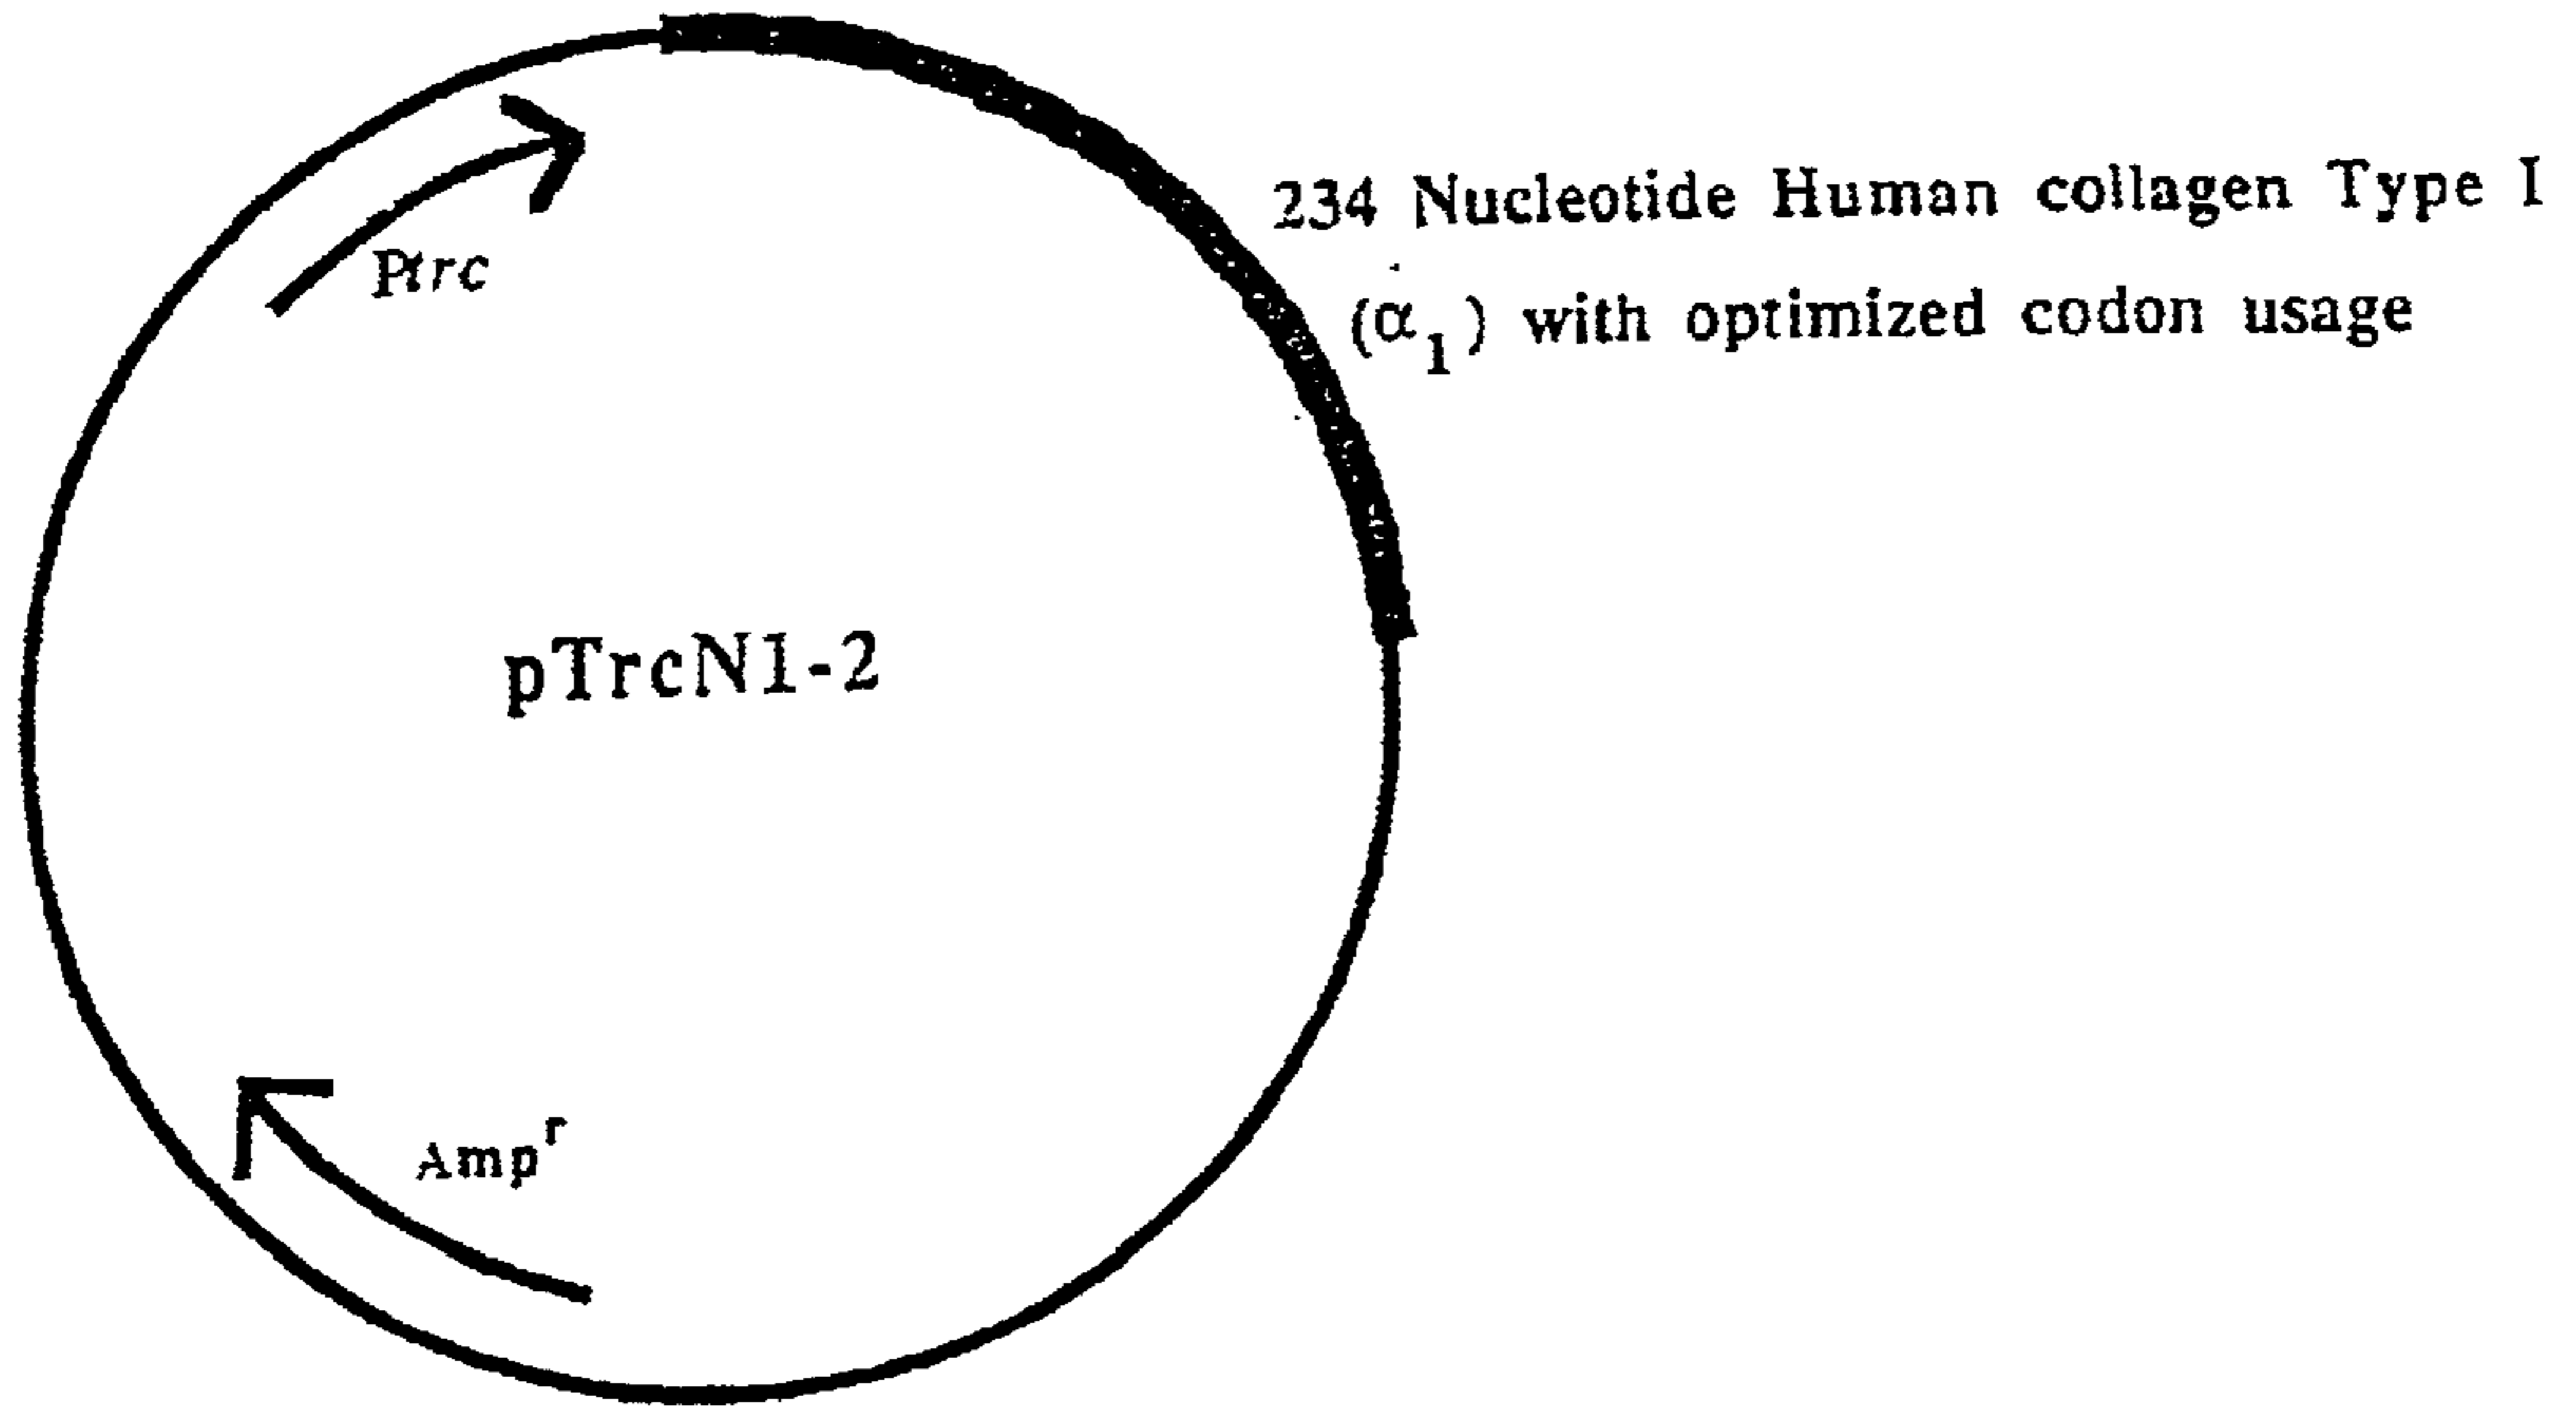 234 Nucleotide Human collagen Type I
(α₁) with optimized codon usage
Ptrc
pTrcN1-2
Ampʳ